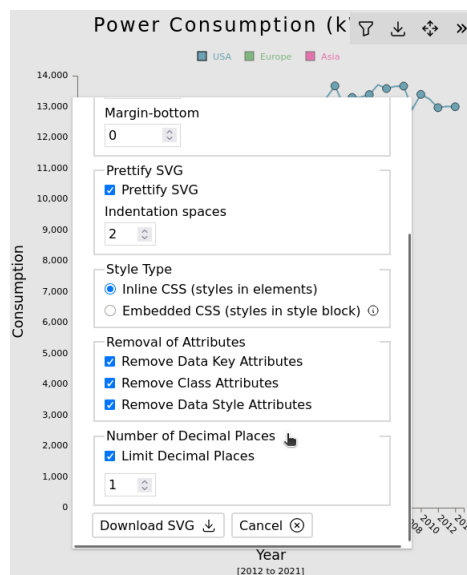 Power Consumption (k
USA Europe Asia
14,000
13,000
12,000
11,000
10,000
9,000
8,000
7,000
6,000
5,000
4,000
3,000
2,000
1,000
0
Consumption
Margin-bottom
0
Prettify SVG
Prettify SVG
Indentation spaces
2
Style Type
Inline CSS (styles in elements)
Embedded CSS (styles in style block)
Removal of Attributes
Remove Data Key Attributes
Remove Class Attributes
Remove Data Style Attributes
Number of Decimal Places
Limit Decimal Places
1
Download SVG
Cancel
2010
2012
Year
[2012 to 2021]